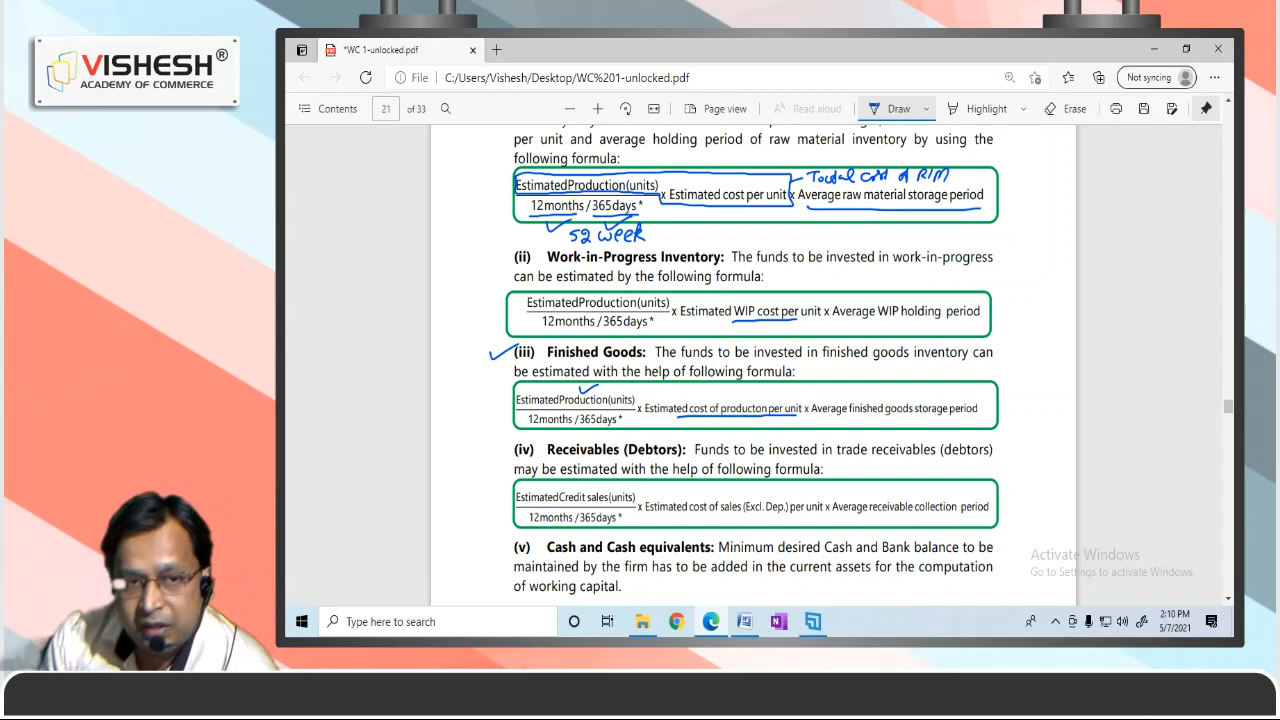 VISHESH®
ACADEMY OF COMMERCE
*WC 1-unlocked.pdf
File C:/Users/Vishesh/Desktop/WC%201-unlocked.pdf
Not syncing
Contents 21 of 33 Page view Read aloud Draw Highlight Erase
per unit and average holding period of raw material inventory by using the
following formula:
Total cost of R/M
EstimatedProduction(units)
12months / 365days*
x Estimated cost per unit x Average raw material storage period
52 week
(ii) Work-in-Progress Inventory: The funds to be invested in work-in-progress
can be estimated by the following formula:
EstimatedProduction(units)
12months / 365days*
x Estimated WIP cost per unit x Average WIP holding period
(iii) Finished Goods: The funds to be invested in finished goods inventory can
be estimated with the help of following formula:
EstimatedProduction(units)
12months / 365days*
x Estimated cost of producton per unit x Average finished goods storage period
(iv) Receivables (Debtors): Funds to be invested in trade receivables (debtors)
may be estimated with the help of following formula:
EstimatedCredit sales(units)
12months / 365days*
x Estimated cost of sales (Excl. Dep.) per unit x Average receivable collection period
(v) Cash and Cash equivalents: Minimum desired Cash and Bank balance to be
maintained by the firm has to be added in the current assets for the computation
of working capital.
Activate Windows
Go to Settings to activate Windows.
Type here to search
2:10 PM
5/7/2021